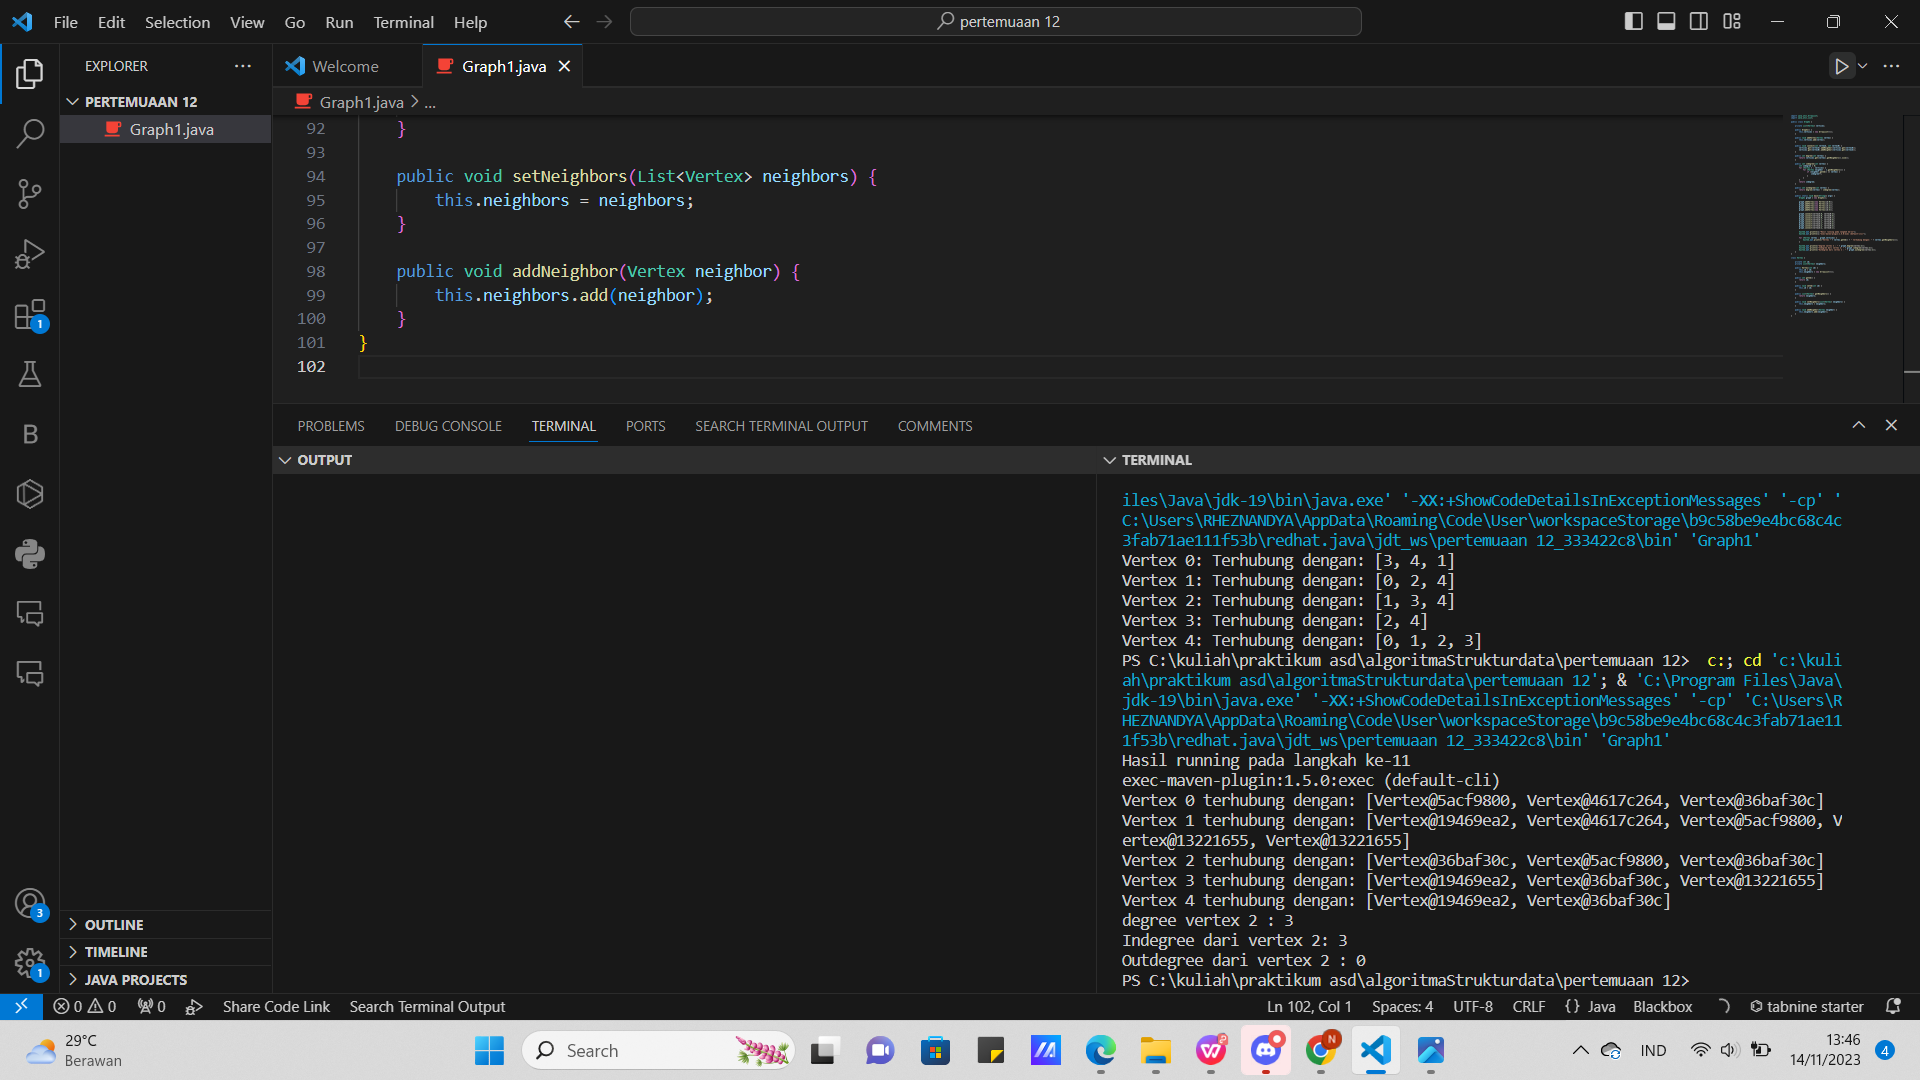 File Edit Selection View Go Run Terminal Help
pertemuaan 12
EXPLORER
Welcome
Graph1.java
PERTEMUAAN 12
Graph1.java
Graph1.java > ...
92 }
93
94 public void setNeighbors(List<Vertex> neighbors) {
95 this.neighbors = neighbors;
96 }
97
98 public void addNeighbor(Vertex neighbor) {
99 this.neighbors.add(neighbor);
100 }
101 }
102
PROBLEMS DEBUG CONSOLE TERMINAL PORTS SEARCH TERMINAL OUTPUT COMMENTS
OUTPUT
TERMINAL
iles\Java\jdk-19\bin\java.exe' '-XX:+ShowCodeDetailsInExceptionMessages' '-cp' '
C:\Users\RHEZNANDYA\AppData\Roaming\Code\User\workspaceStorage\b9c58be9e4bc68c4c
3fab71ae111f53b\redhat.java\jdt_ws\pertemuaan 12_333422c8\bin' 'Graph1'
Vertex 0: Terhubung dengan: [3, 4, 1]
Vertex 1: Terhubung dengan: [0, 2, 4]
Vertex 2: Terhubung dengan: [1, 3, 4]
Vertex 3: Terhubung dengan: [2, 4]
Vertex 4: Terhubung dengan: [0, 1, 2, 3]
PS C:\kuliah\praktikum asd\algoritmaStrukturdata\pertemuaan 12> c:; cd 'c:\kuli
ah\praktikum asd\algoritmaStrukturdata\pertemuaan 12'; & 'C:\Program Files\Java\
jdk-19\bin\java.exe' '-XX:+ShowCodeDetailsInExceptionMessages' '-cp' 'C:\Users\R
HEZNANDYA\AppData\Roaming\Code\User\workspaceStorage\b9c58be9e4bc68c4c3fab71ae11
1f53b\redhat.java\jdt_ws\pertemuaan 12_333422c8\bin' 'Graph1'
Hasil running pada langkah ke-11
exec-maven-plugin:1.5.0:exec (default-cli)
Vertex 0 terhubung dengan: [Vertex@5acf9800, Vertex@4617c264, Vertex@36baf30c]
Vertex 1 terhubung dengan: [Vertex@19469ea2, Vertex@4617c264, Vertex@5acf9800, V
ertex@13221655, Vertex@13221655]
Vertex 2 terhubung dengan: [Vertex@36baf30c, Vertex@5acf9800, Vertex@36baf30c]
Vertex 3 terhubung dengan: [Vertex@19469ea2, Vertex@36baf30c, Vertex@13221655]
Vertex 4 terhubung dengan: [Vertex@19469ea2, Vertex@36baf30c]
degree vertex 2 : 3
Indegree dari vertex 2: 3
Outdegree dari vertex 2 : 0
PS C:\kuliah\praktikum asd\algoritmaStrukturdata\pertemuaan 12>
OUTLINE
TIMELINE
JAVA PROJECTS
0 0 0 Share Code Link Search Terminal Output
Ln 102, Col 1 Spaces: 4 UTF-8 CRLF {} Java Blackbox tabnine starter
29°C
Berawan
Search
IND
13:46
14/11/2023
4